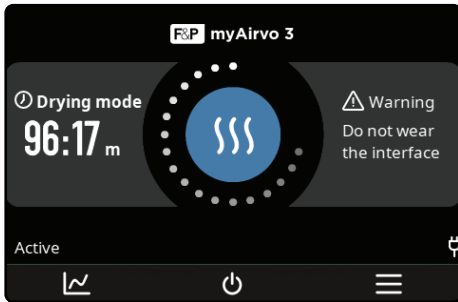 F&P myAirvo 3
Drying mode
96:17 m
Warning
Do not wear
the interface
Active